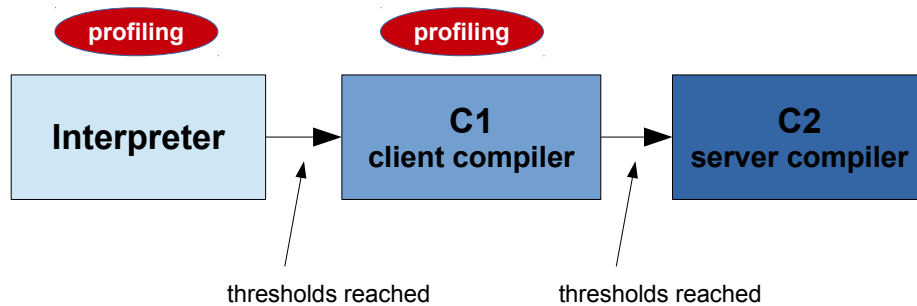 profiling
profiling
Interpreter
C1
client compiler
C2
server compiler
thresholds reached
thresholds reached